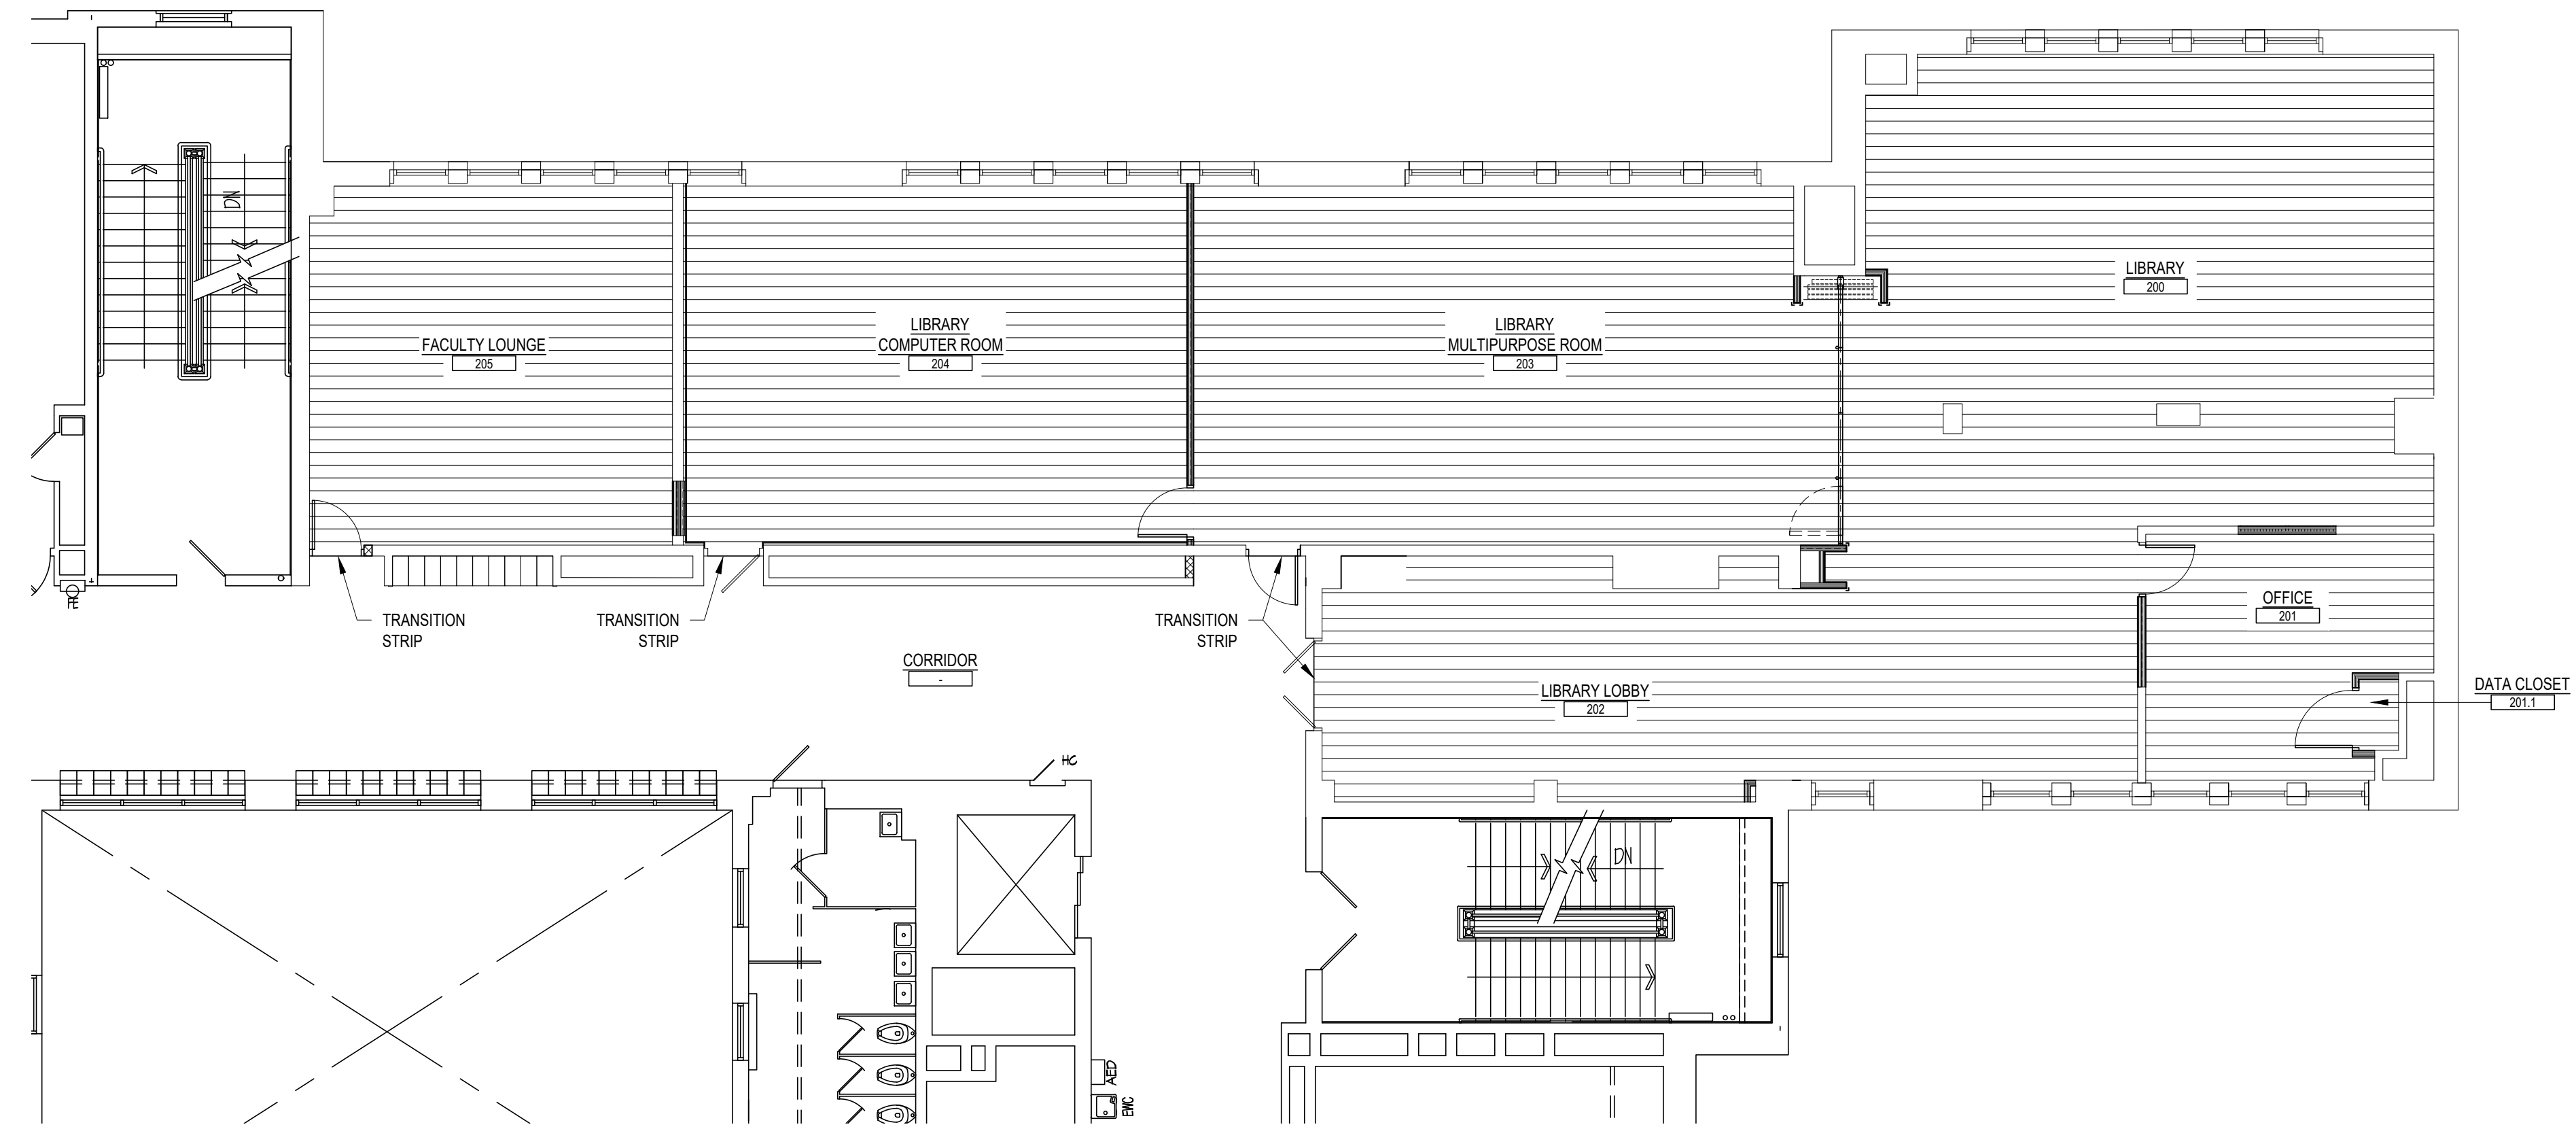 DN
LIBRARY
200
FACULTY LOUNGE
205
LIBRARY
COMPUTER ROOM
204
LIBRARY
MULTIPURPOSE ROOM
203
FE
TRANSITION
STRIP
TRANSITION
STRIP
TRANSITION
STRIP
OFFICE
201
CORRIDOR
-
LIBRARY LOBBY
202
DATA CLOSET
201.1
HC
DN
AED
EWC